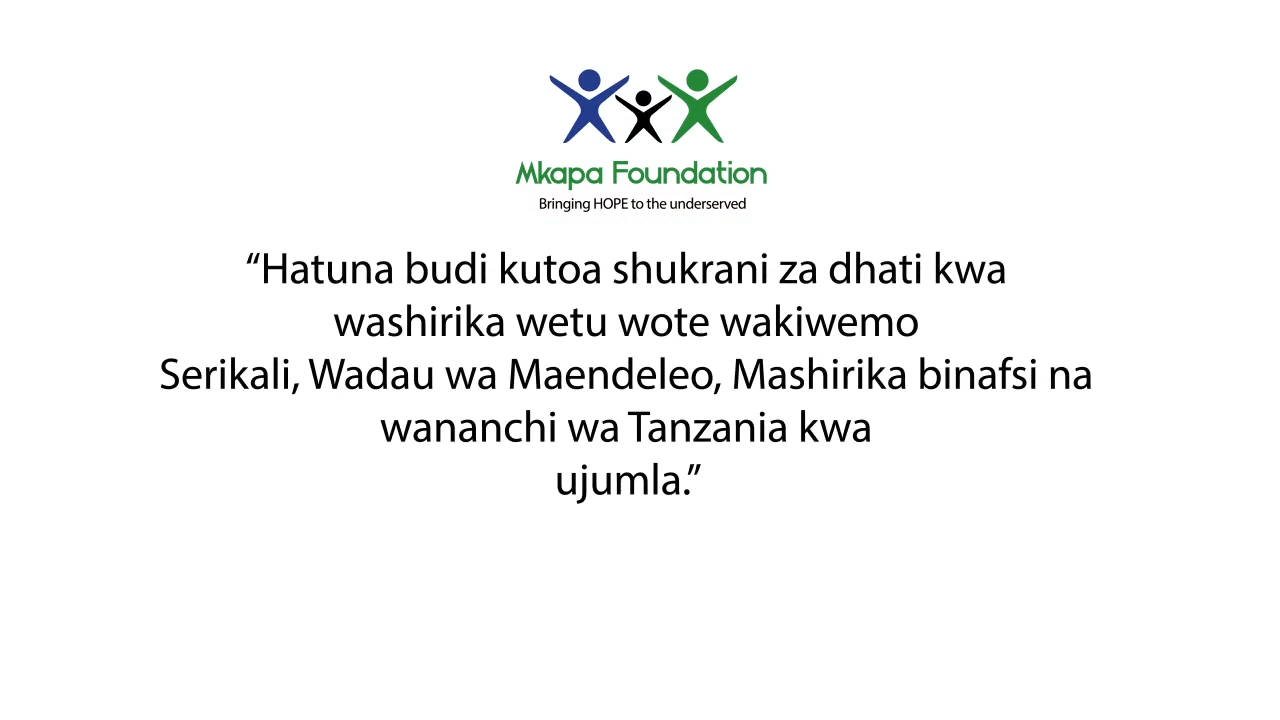 Mkapa Foundation
Bringing HOPE to the underserved
“Hatuna budi kutoa shukrani za dhati kwa
washirika wetu wote wakiwemo
Serikali, Wadau wa Maendeleo, Mashirika binafsi na
wananchi wa Tanzania kwa
ujumla.”